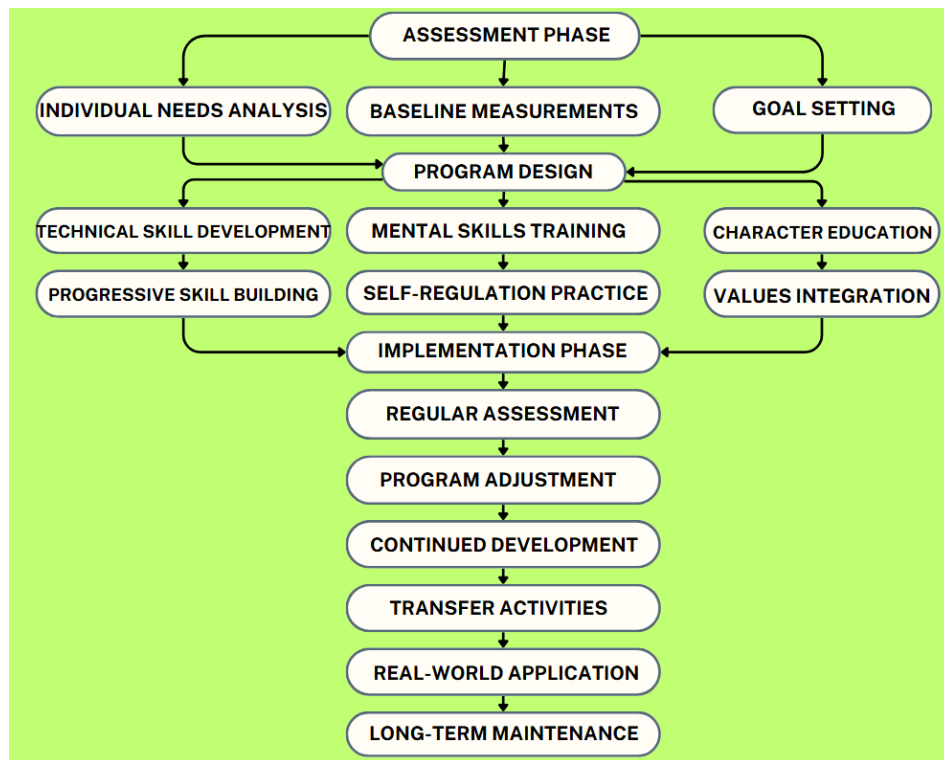 ASSESSMENT PHASE
INDIVIDUAL NEEDS ANALYSIS
BASELINE MEASUREMENTS
GOAL SETTING
PROGRAM DESIGN
TECHNICAL SKILL DEVELOPMENT
MENTAL SKILLS TRAINING
CHARACTER EDUCATION
PROGRESSIVE SKILL BUILDING
SELF-REGULATION PRACTICE
VALUES INTEGRATION
IMPLEMENTATION PHASE
REGULAR ASSESSMENT
PROGRAM ADJUSTMENT
CONTINUED DEVELOPMENT
TRANSFER ACTIVITIES
REAL-WORLD APPLICATION
LONG-TERM MAINTENANCE